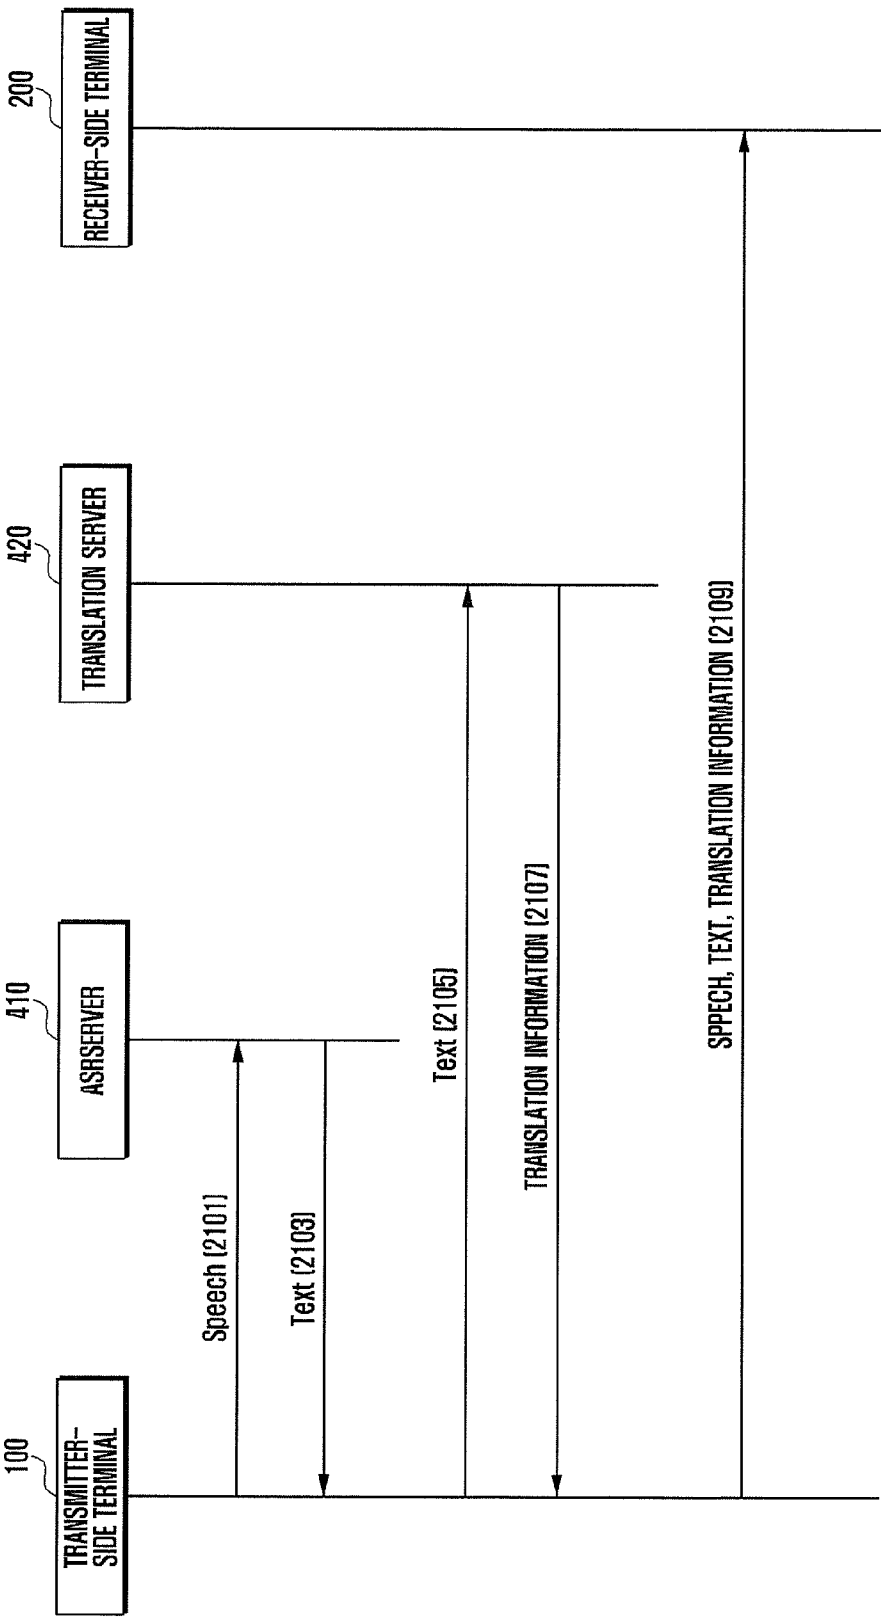 100
TRANSMITTER-
SIDE TERMINAL
410
ASRSERVER
420
TRANSLATION SERVER
200
RECEIVER-SIDE TERMINAL
Speech (2101)
Text (2103)
Text (2105)
TRANSLATION INFORMATION (2107)
SPPECH, TEXT, TRANSLATION INFORMATION (2109)